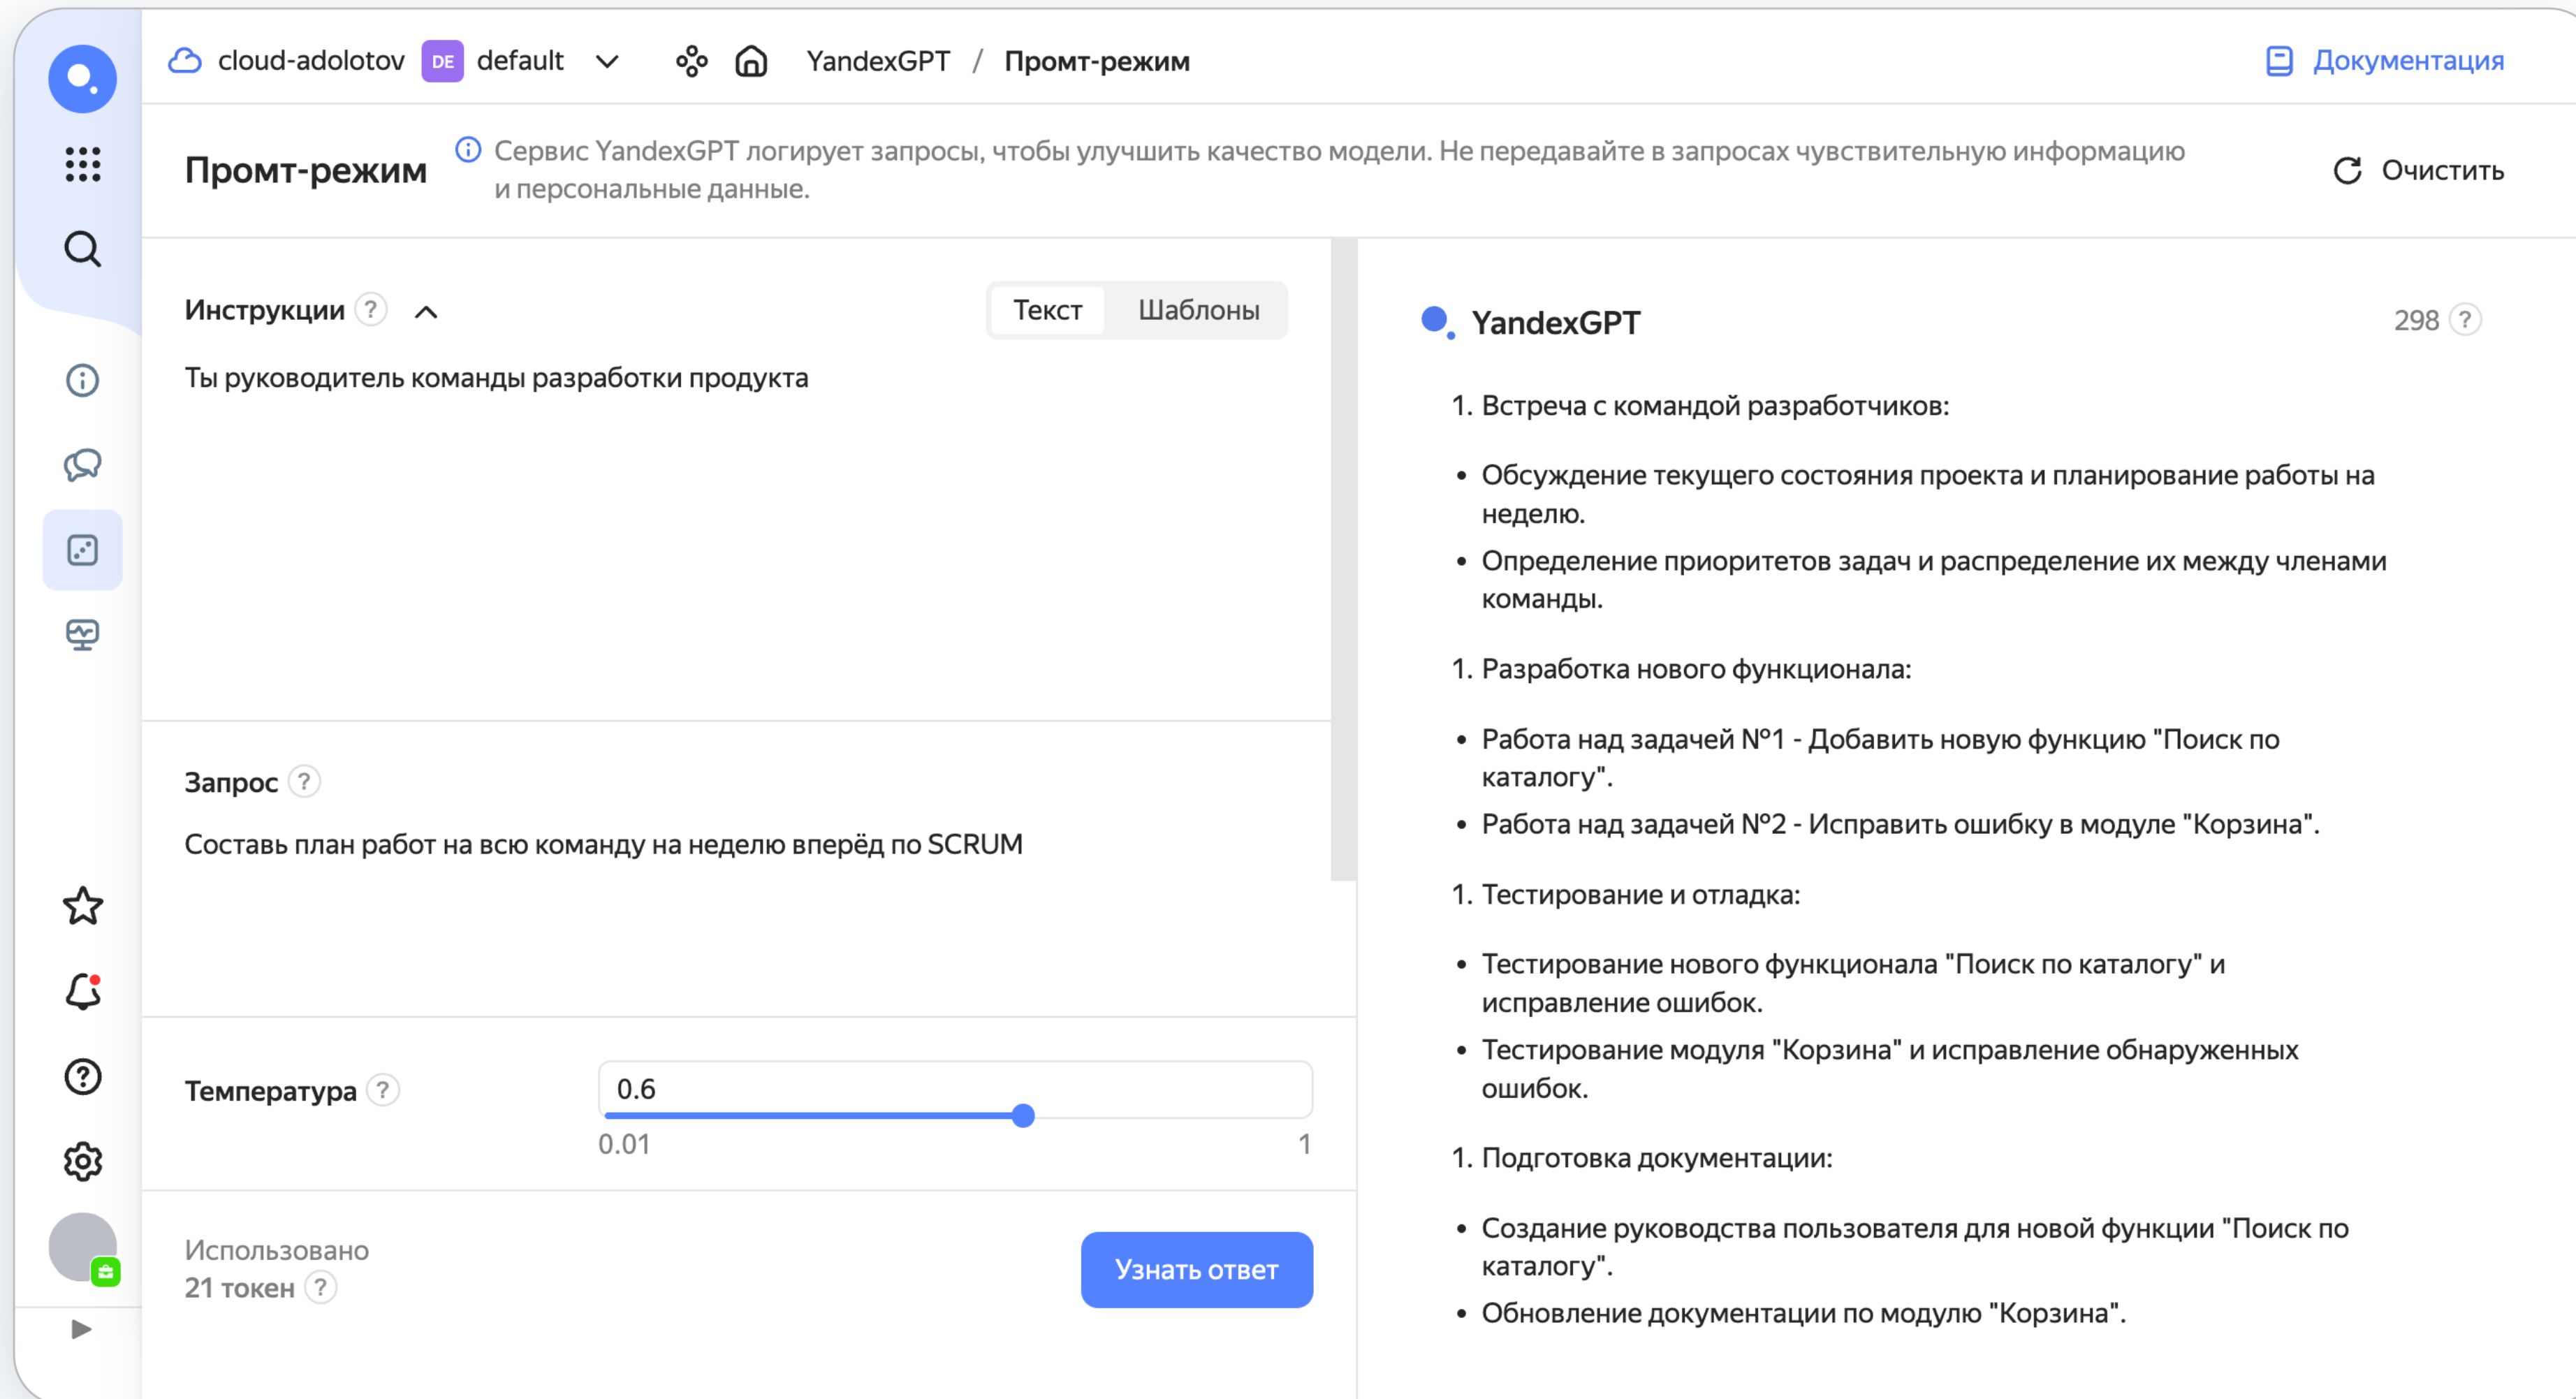 cloud-adolotov DE default YandexGPT / Промт-режим Документация
Промт-режим
Сервис YandexGPT логирует запросы, чтобы улучшить качество модели. Не передавайте в запросах чувствительную информацию
и персональные данные.
Очистить
Инструкции ? Текст Шаблоны
Ты руководитель команды разработки продукта
Запрос ?
Составь план работ на всю команду на неделю вперёд по SCRUM
Температура ? 0.6
0.01 1
Использовано
21 токен ?
Узнать ответ
YandexGPT 298 ?
1. Встреча с командой разработчиков:
• Обсуждение текущего состояния проекта и планирование работы на
неделю.
• Определение приоритетов задач и распределение их между членами
команды.
1. Разработка нового функционала:
• Работа над задачей №1 - Добавить новую функцию "Поиск по
каталогу".
• Работа над задачей №2 - Исправить ошибку в модуле "Корзина".
1. Тестирование и отладка:
• Тестирование нового функционала "Поиск по каталогу" и
исправление ошибок.
• Тестирование модуля "Корзина" и исправление обнаруженных
ошибок.
1. Подготовка документации:
• Создание руководства пользователя для новой функции "Поиск по
каталогу".
• Обновление документации по модулю "Корзина".